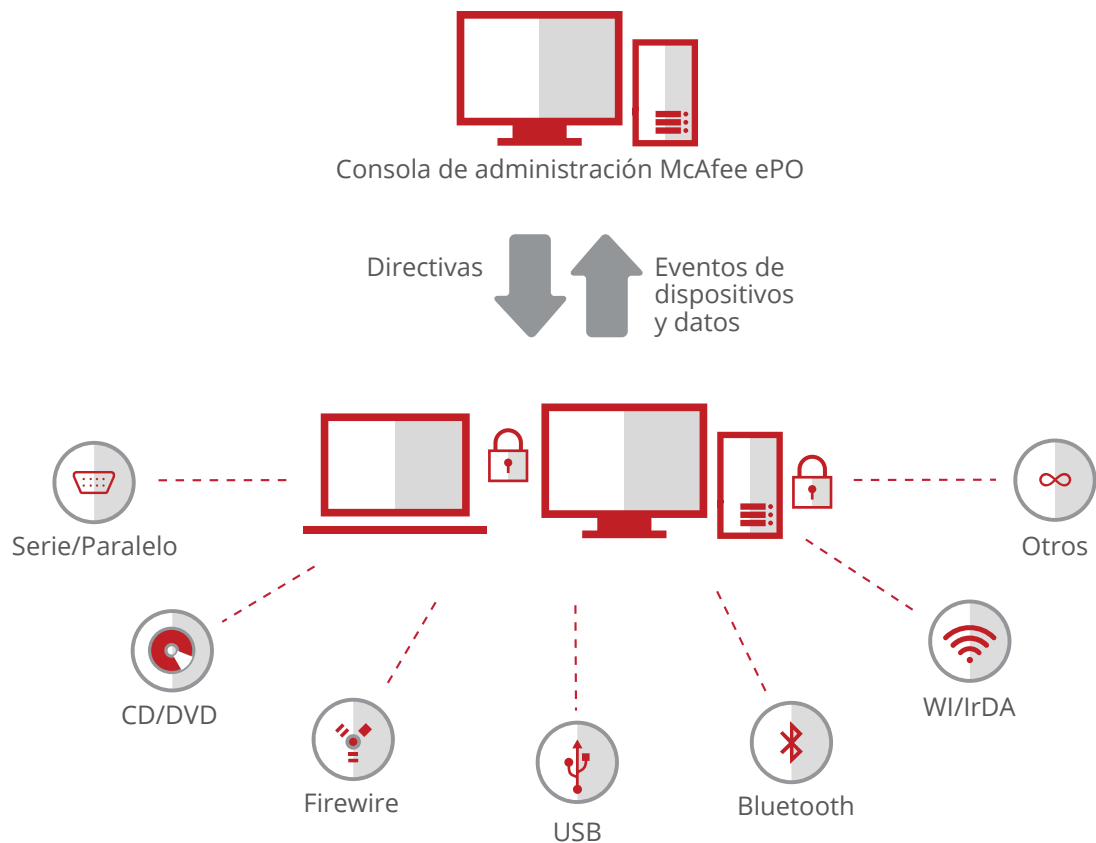 Consola de administración McAfee ePO
Directivas
Eventos de
dispositivos
y datos
Serie/Paralelo
Otros
CD/DVD
WI/IrDA
Firewire
Bluetooth
USB